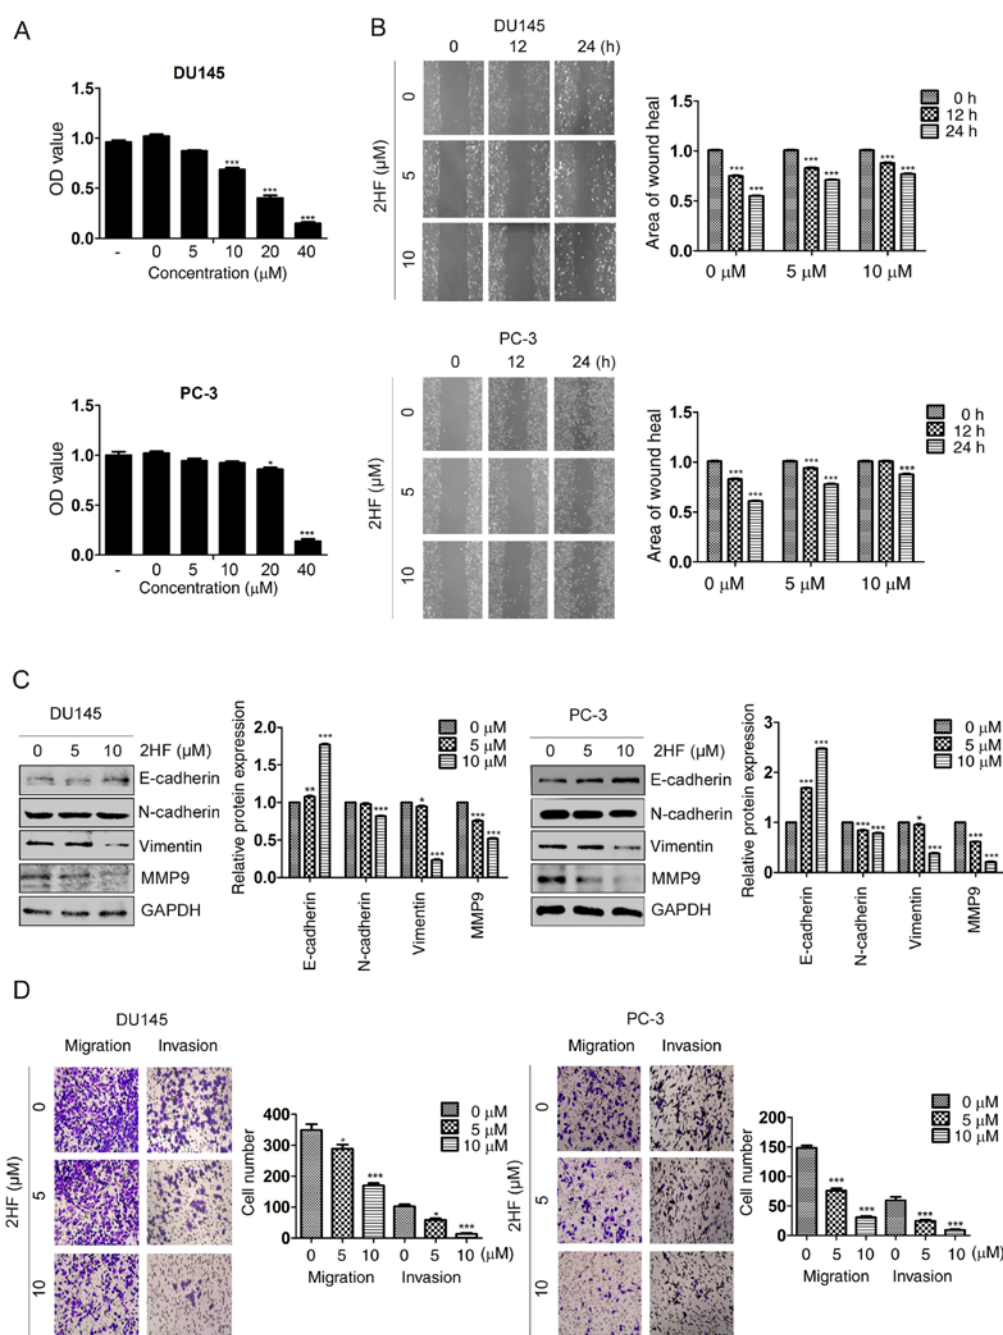 A
DU145
1.5
1.0
0.5
0.0
OD value
***
***
***
- 0 5 10 20 40
Concentration (μM)
PC-3
1.5
1.0
0.5
0.0
OD value
*
***
- 0 5 10 20 40
Concentration (μM)
B
DU145
0 12 24 (h)
2HF (μM)
0
5
10
1.5
1.0
0.5
0.0
Area of wound heal
0 h
12 h
24 h
*** *** *** *** *** ***
0 μM 5 μM 10 μM
PC-3
0 12 24 (h)
2HF (μM)
0
5
10
1.5
1.0
0.5
0.0
Area of wound heal
0 h
12 h
24 h
*** *** *** *** ***
0 μM 5 μM 10 μM
C
DU145
0 5 10 2HF (μM)
E-cadherin
N-cadherin
Vimentin
MMP9
GAPDH
2.0
1.5
1.0
0.5
0.0
Relative protein expression
0 μM
5 μM
10 μM
** *** *** * *** *** ***
E-cadherin
N-cadherin
Vimentin
MMP9
PC-3
0 5 10 2HF (μM)
E-cadherin
N-cadherin
Vimentin
MMP9
GAPDH
3
2
1
0
Relative protein expression
0 μM
5 μM
10 μM
*** *** *** *** * *** *** ***
E-cadherin
N-cadherin
Vimentin
MMP9
D
DU145
Migration Invasion
2HF (μM)
0
5
10
400
300
200
100
0
Cell number
0 μM
5 μM
10 μM
* *** * ***
0 5 10 0 5 10 (μM)
Migration Invasion
PC-3
Migration Invasion
2HF (μM)
0
5
10
200
150
100
50
0
Cell number
0 μM
5 μM
10 μM
*** *** *** ***
0 5 10 0 5 10 (μM)
Migration Invasion